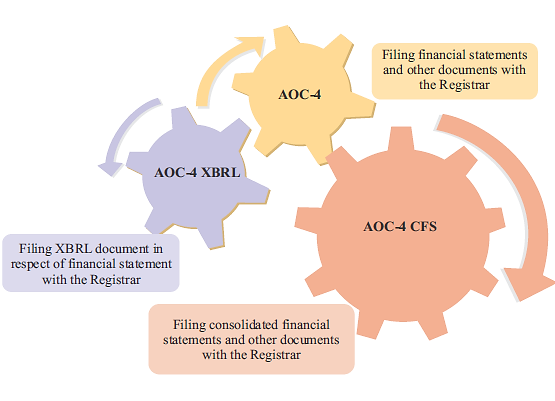 AOC-4
Filing financial statements
and other documents with
the Registrar
AOC-4 XBRL
Filing XBRL document in
respect of financial statement
with the Registrar
AOC-4 CFS
Filing consolidated financial
statements and other documents
with the Registrar